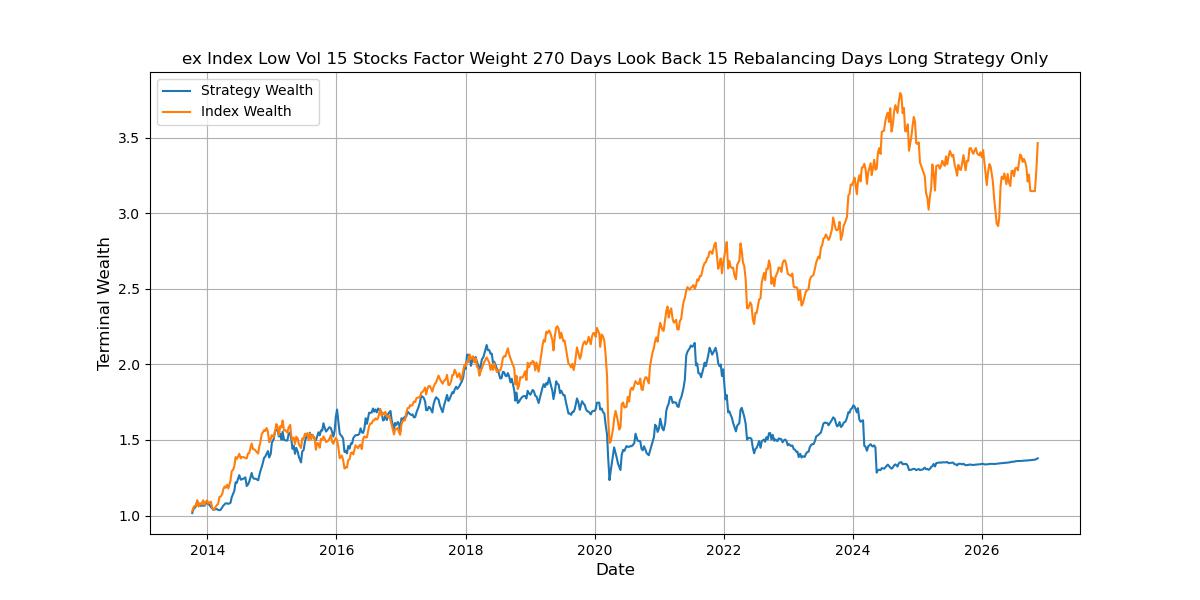 ex Index Low Vol 15 Stocks Factor Weight 270 Days Look Back 15 Rebalancing Days Long Strategy Only
Strategy Wealth
Index Wealth
3.5
3.0
2.5
2.0
1.5
1.0
Terminal Wealth
2014 2016 2018 2020 2022 2024 2026
Date